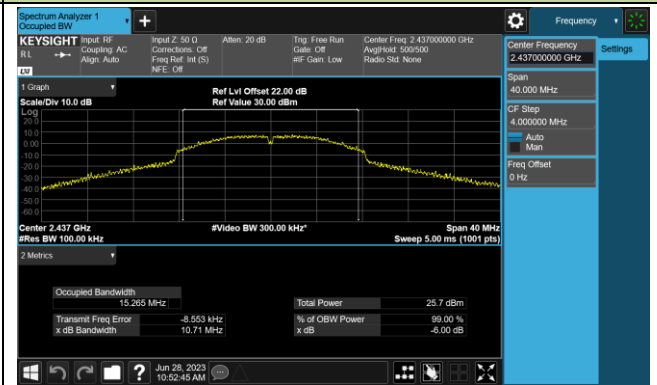 Spectrum Analyzer 1
Occupied BW
+
Frequency
KEYSIGHT
RL
Input: RF
Coupling: AC
Align: Auto
Input Z: 50 Ω
Corrections: Off
Freq Ref: Int (S)
NFE: Off
Atten: 20 dB
Trig: Free Run
Gate: Off
#IF Gain: Low
Center Freq: 2.437000000 GHz
Avg|Hold: 500/500
Radio Std: None
LXI
Center Frequency
2.437000000 GHz
Settings
Span
40.000 MHz
CF Step
4.000000 MHz
Auto
Man
Freq Offset
0 Hz
1 Graph
Scale/Div 10.0 dB
Ref Lvl Offset 22.00 dB
Ref Value 30.00 dBm
Log
20.0
10.0
0.00
-10.0
-20.0
-30.0
-40.0
-50.0
-60.0
Center 2.437 GHz
#Res BW 100.00 kHz
#Video BW 300.00 kHz*
Span 40 MHz
Sweep 5.00 ms (1001 pts)
2 Metrics
Occupied Bandwidth
15.265 MHz
Total Power 25.7 dBm
Transmit Freq Error -8.553 kHz
% of OBW Power 99.00 %
x dB Bandwidth 10.71 MHz
x dB -6.00 dB
?
Jun 28, 2023
10:52:45 AM